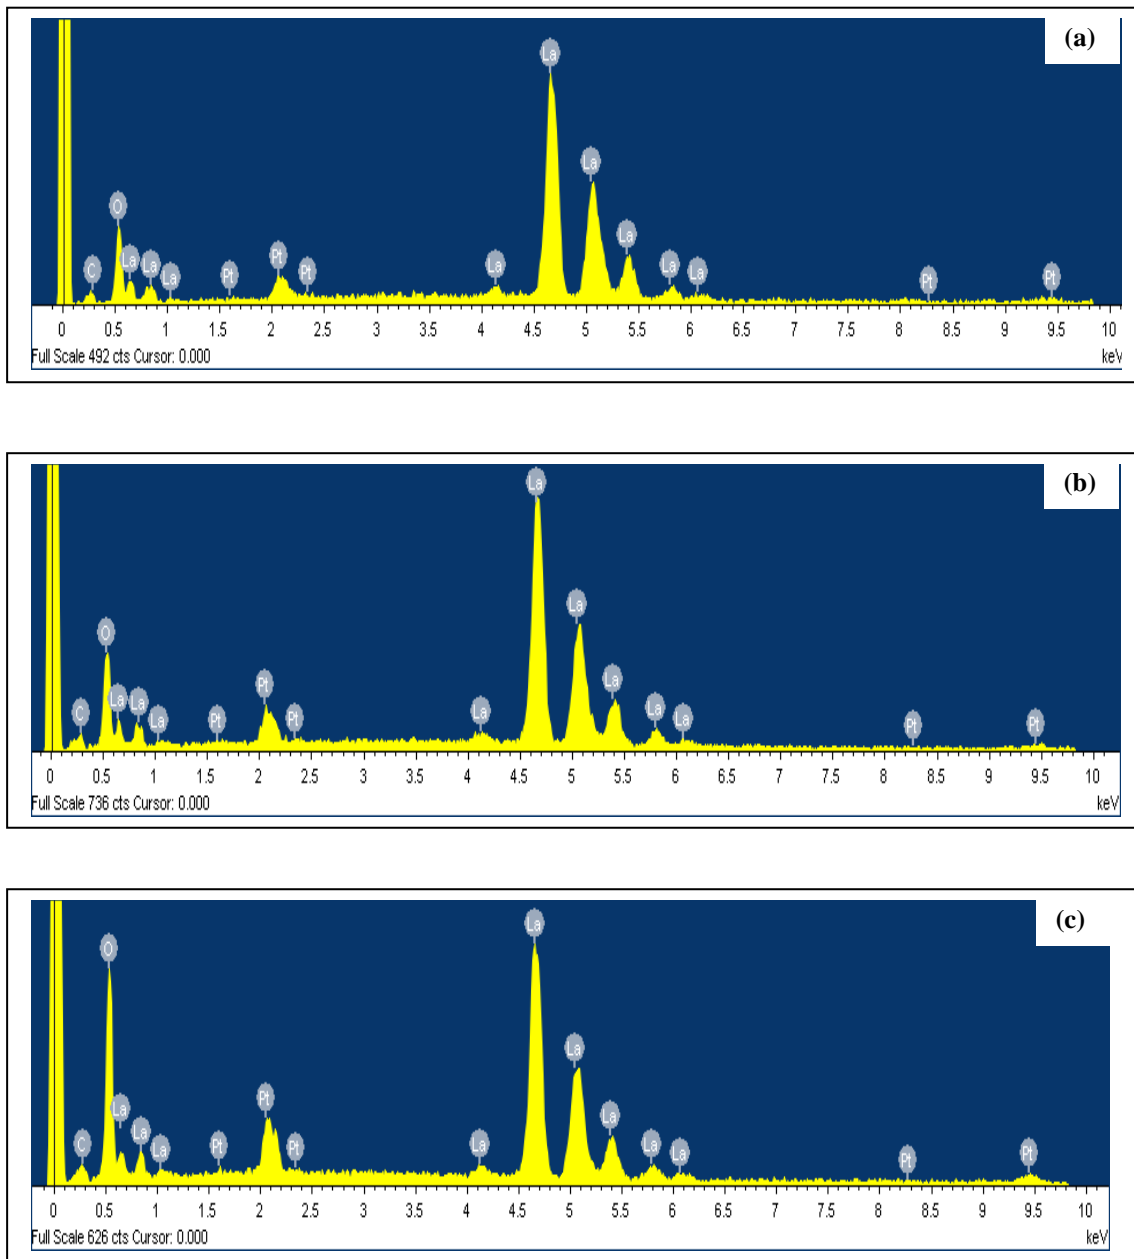 (a)
La
La
O
La
La
La
La
C
La
Pt
Pt
Pt
La
La
La
Pt
Pt
0 0.5 1 1.5 2 2.5 3 3.5 4 4.5 5 5.5 6 6.5 7 7.5 8 8.5 9 9.5 10
Full Scale 492 cts Cursor: 0.000 keV
(b)
La
La
O
C
La
La
La
Pt
Pt
Pt
La
La
La
La
Pt
Pt
0 0.5 1 1.5 2 2.5 3 3.5 4 4.5 5 5.5 6 6.5 7 7.5 8 8.5 9 9.5 10
Full Scale 736 cts Cursor: 0.000 keV
(c)
La
O
La
La
Pt
La
C
La
La
Pt
Pt
La
La
La
Pt
Pt
0 0.5 1 1.5 2 2.5 3 3.5 4 4.5 5 5.5 6 6.5 7 7.5 8 8.5 9 9.5 10
Full Scale 626 cts Cursor: 0.000 keV